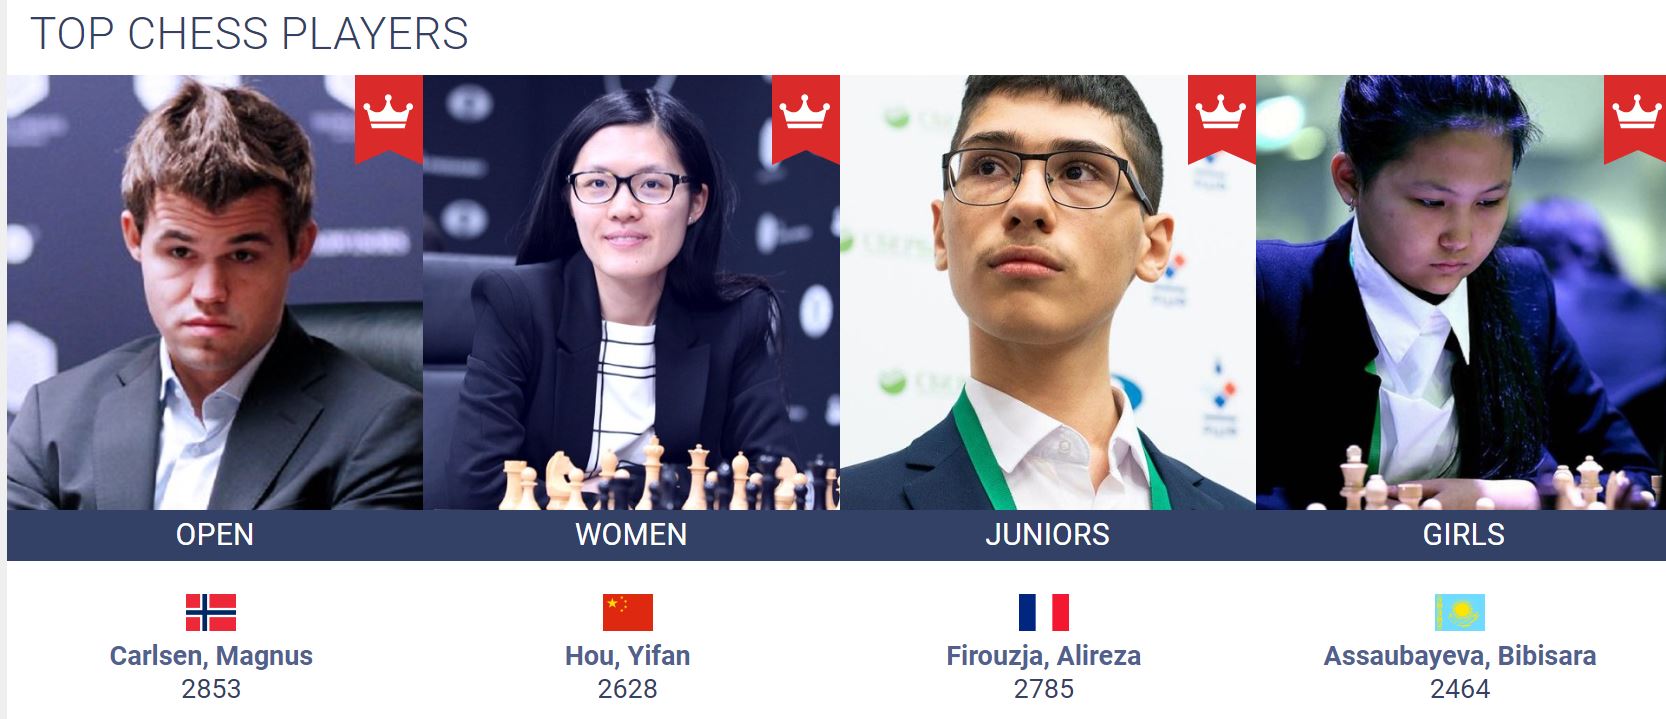 TOP CHESS PLAYERS
OPEN
WOMEN
JUNIORS
GIRLS
Carlsen, Magnus
2853
Hou, Yifan
2628
Firouzja, Alireza
2785
Assaubayeva, Bibisara
2464